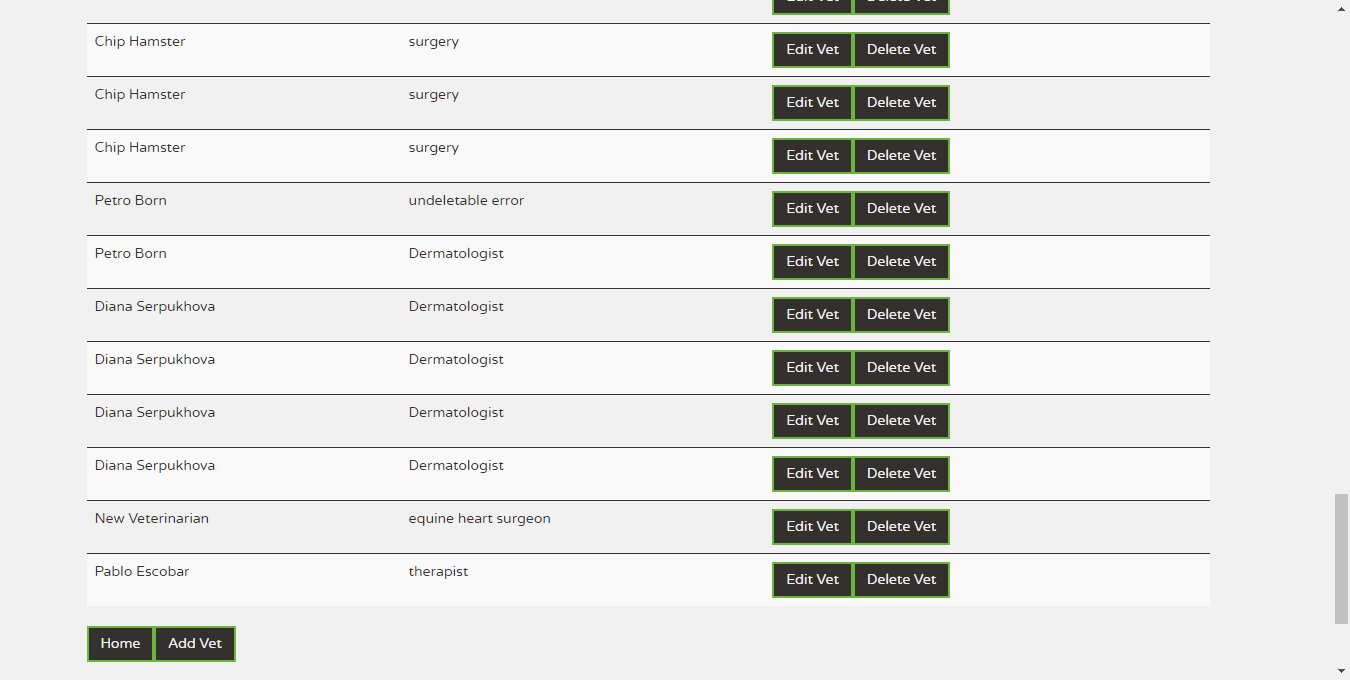 Edit Vet Delete Vet
Chip Hamster surgery Edit Vet Delete Vet
Chip Hamster surgery Edit Vet Delete Vet
Chip Hamster surgery Edit Vet Delete Vet
Petro Born undeletable error Edit Vet Delete Vet
Petro Born Dermatologist Edit Vet Delete Vet
Diana Serpukhova Dermatologist Edit Vet Delete Vet
Diana Serpukhova Dermatologist Edit Vet Delete Vet
Diana Serpukhova Dermatologist Edit Vet Delete Vet
Diana Serpukhova Dermatologist Edit Vet Delete Vet
New Veterinarian equine heart surgeon Edit Vet Delete Vet
Pablo Escobar therapist Edit Vet Delete Vet
Home Add Vet